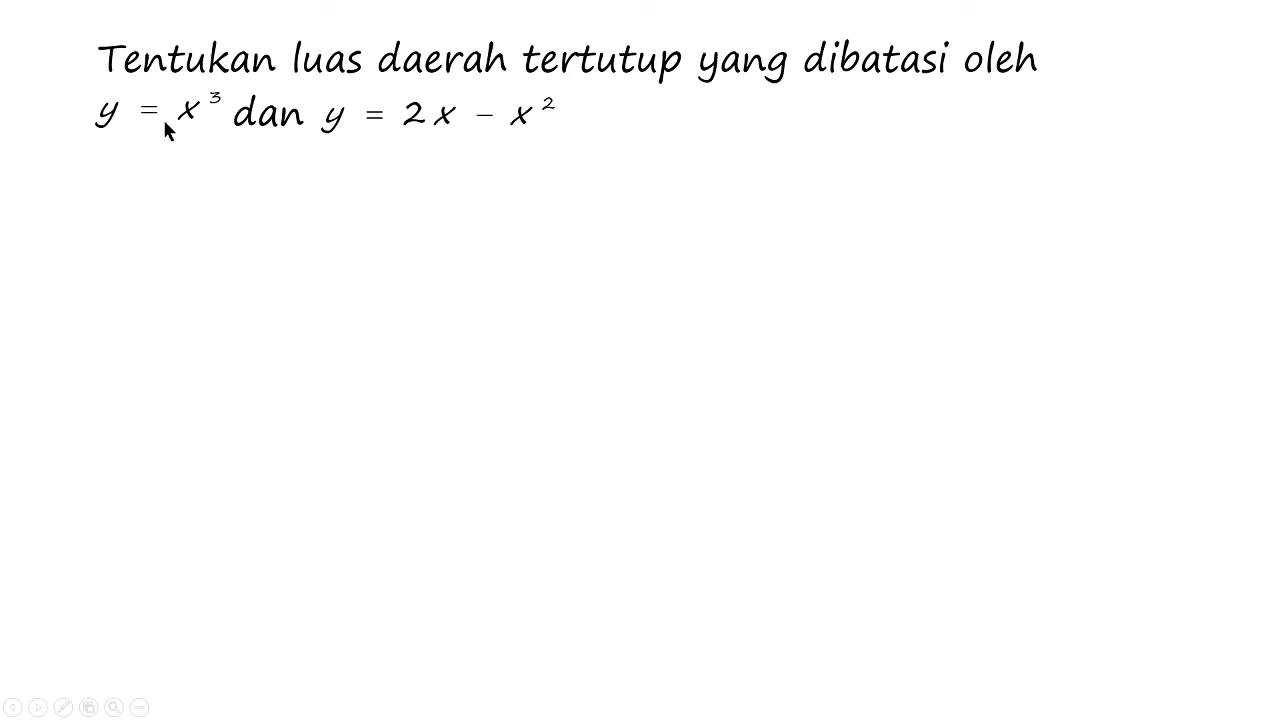 Tentukan luas daerah tertutup yang dibatasi oleh
y = x³ dan y = 2x − x²